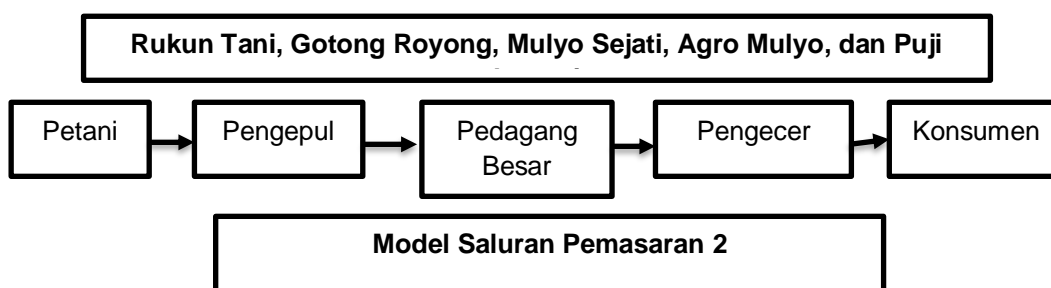 Rukun Tani, Gotong Royong, Mulyo Sejati, Agro Mulyo, dan Puji
Petani
Pengepul
Pedagang
Besar
Pengecer
Konsumen
Model Saluran Pemasaran 2